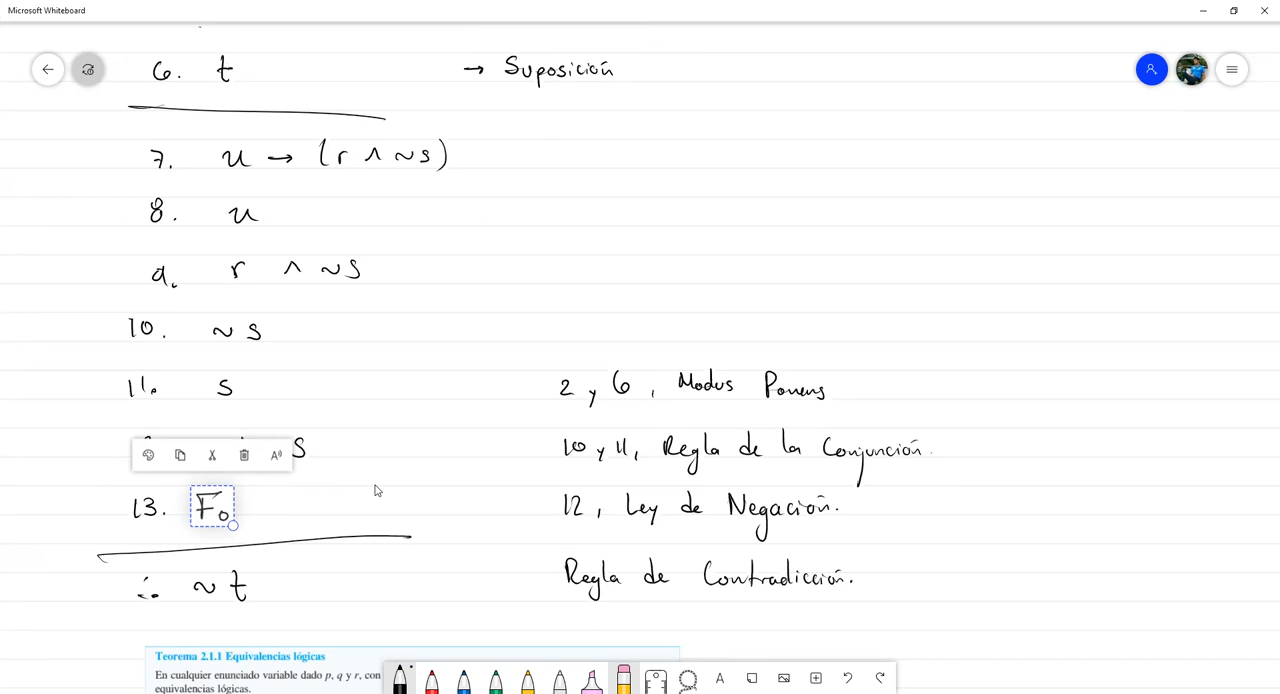 Microsoft Whiteboard
6. t → Suposición
7. u → (r ∧ ~s)
8. u
9. r ∧ ~s
10. ~ s
11. s 2 y 6, Modus Ponens
s 10 y 11, Regla de la Conjunción.
13. F₀ 12, Ley de Negación.
∴ ~ t Regla de Contradicción.
Teorema 2.1.1 Equivalencias lógicas
En cualquier enunciado variable dado p, q y r, con
equivalencias lógicas.